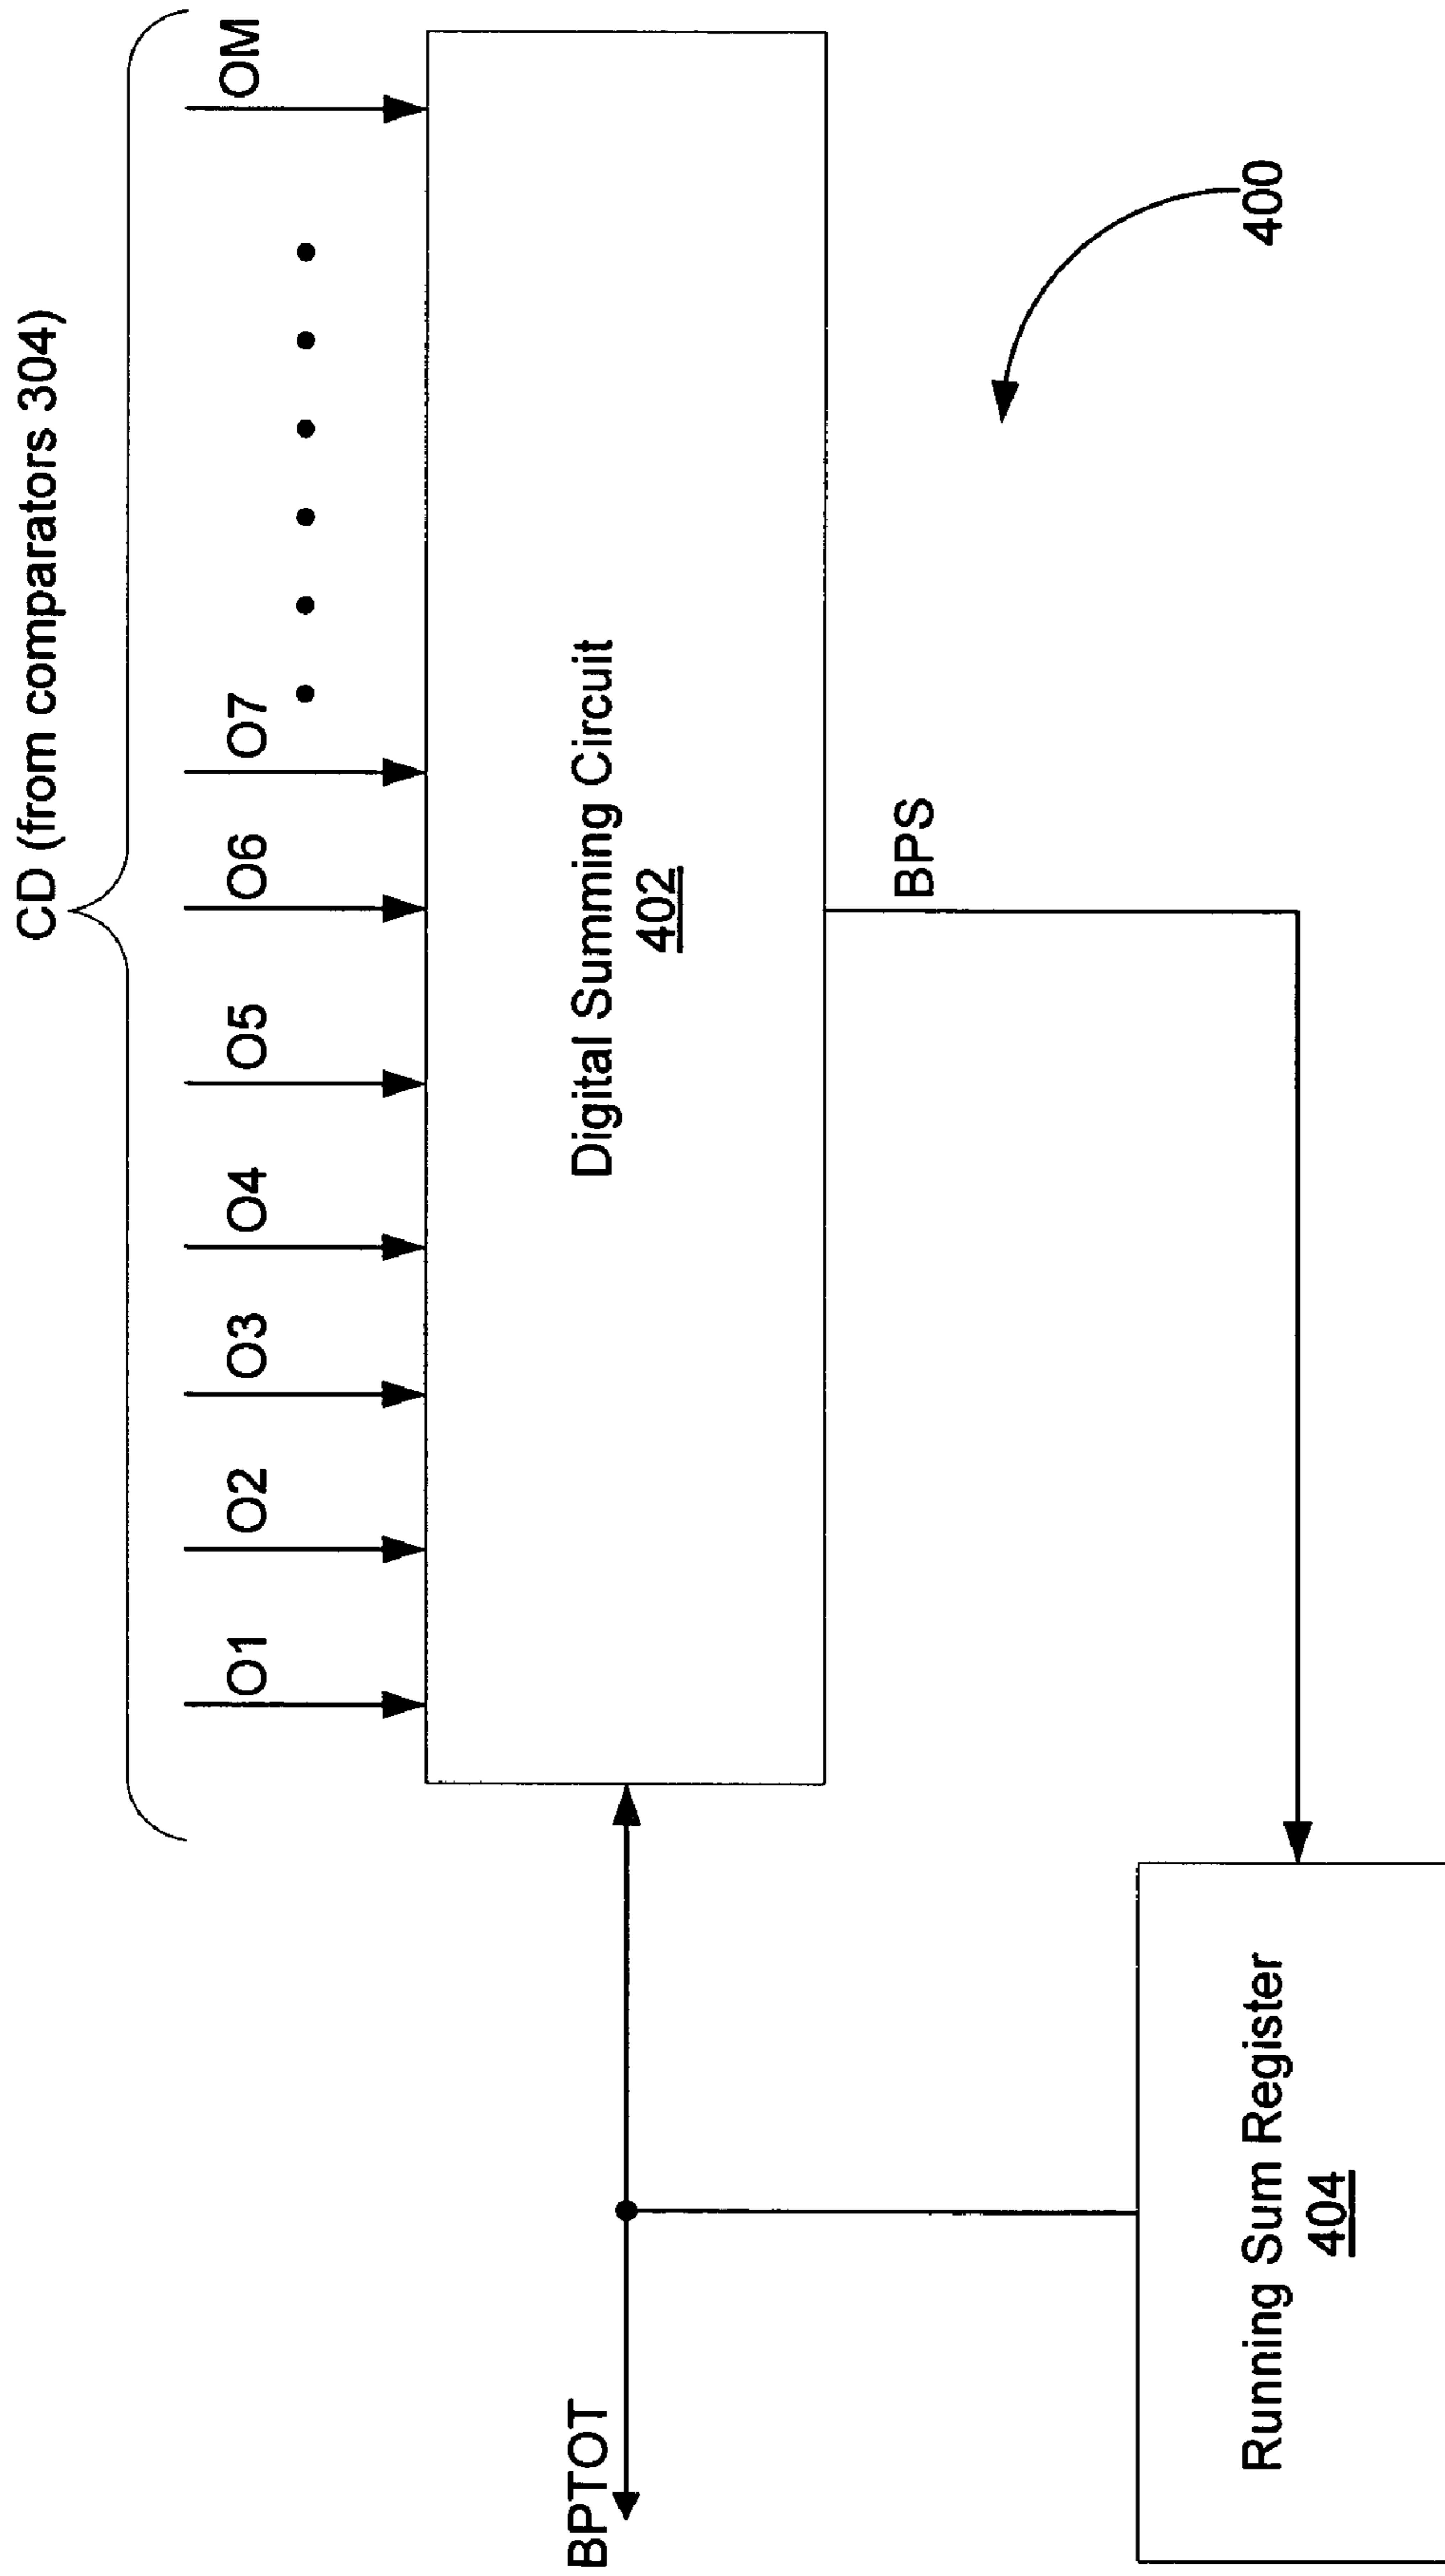 CD (from comparators 304)
O1
O2
O3
O4
O5
O6
O7
OM
Digital Summing Circuit
402
BPTOT
BPS
Running Sum Register
404
400